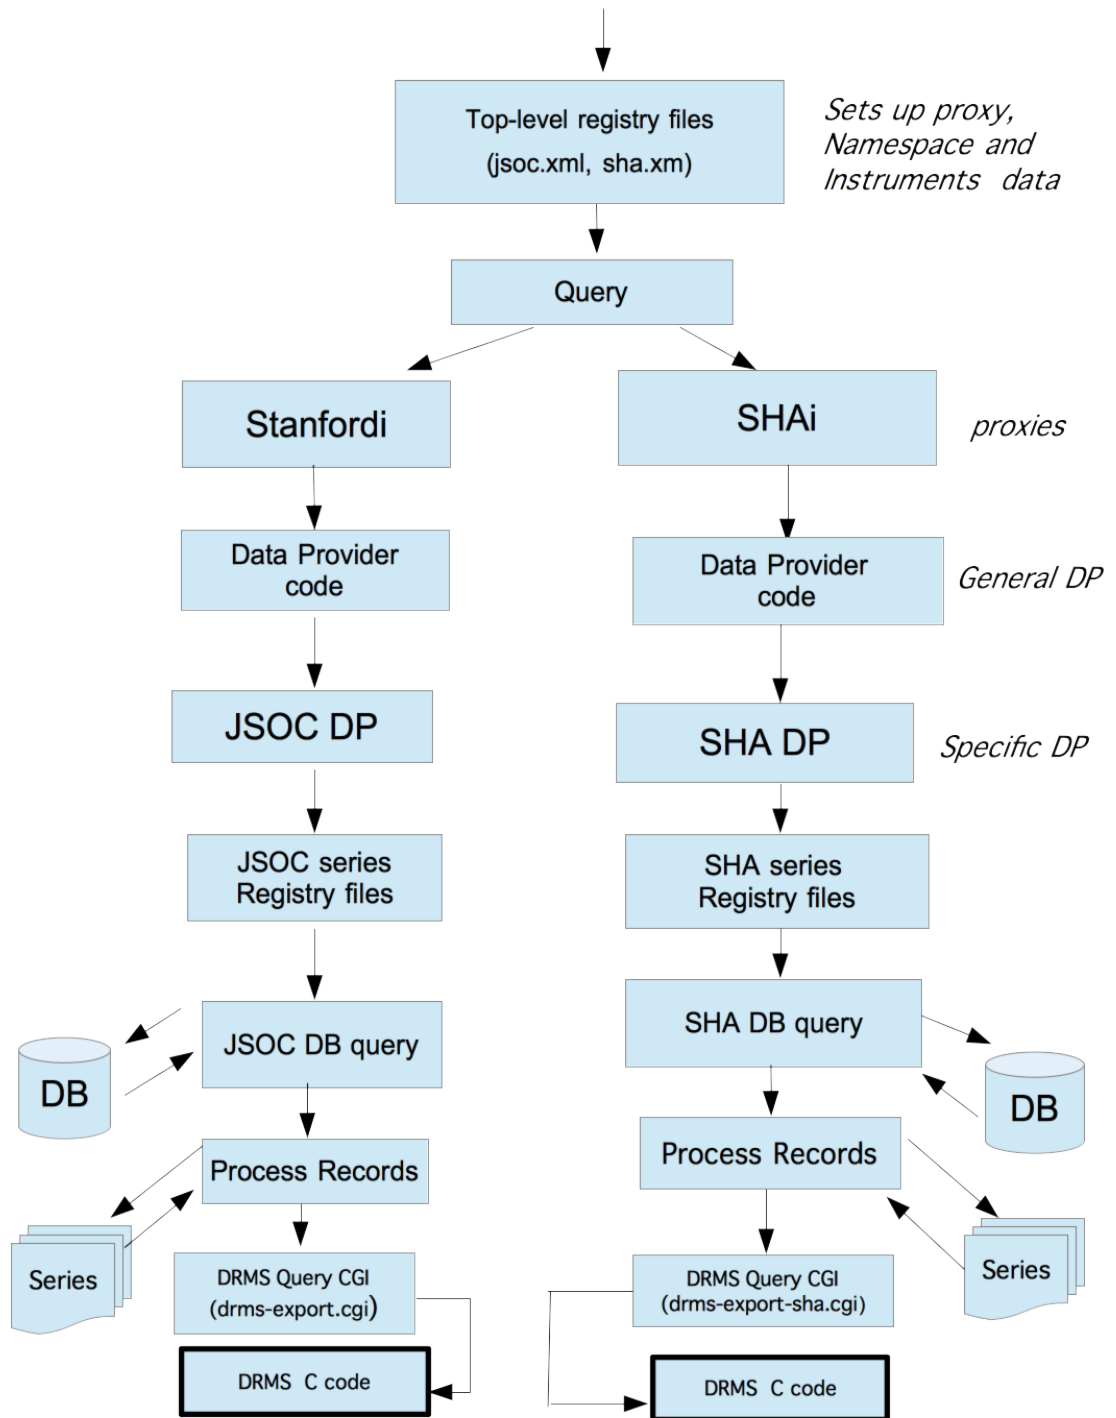 Top-level registry files
(jsoc.xml, sha.xm)
Sets up proxy,
Namespace and
Instruments data
Query
Stanfordi
SHAi
proxies
Data Provider
code
Data Provider
code
General DP
JSOC DP
SHA DP
Specific DP
JSOC series
Registry files
SHA series
Registry files
DB
JSOC DB query
SHA DB query
DB
Process Records
Process Records
Series
DRMS Query CGI
(drms-export.cgi)
DRMS Query CGI
(drms-export-sha.cgi)
Series
DRMS C code
DRMS C code